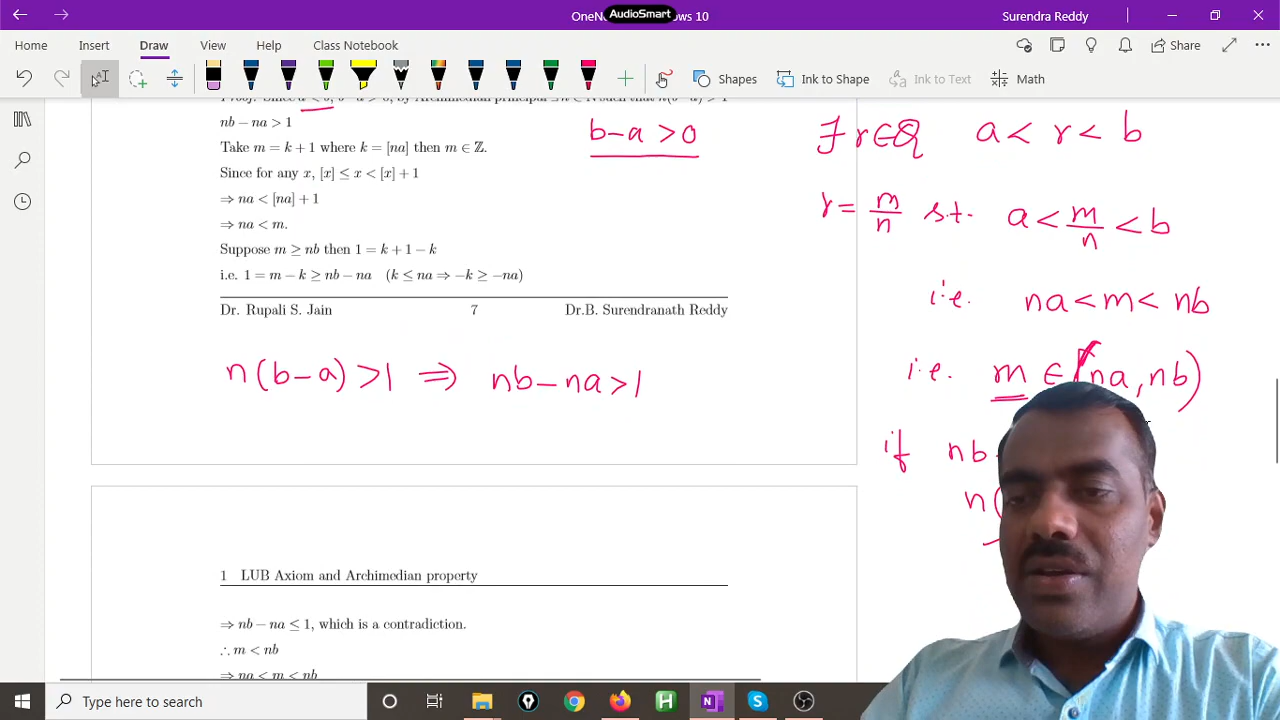 OneNo
AudioSmart
ows 10
Surendra Reddy
Home Insert Draw View Help Class Notebook
Share
Shapes Ink to Shape Ink to Text Math
nb − na > 1
Take m = k + 1 where k = [na] then m ∈ ℤ.
Since for any x, [x] ≤ x < [x] + 1
⇒ na < [na] + 1
⇒ na < m.
Suppose m ≥ nb then 1 = k + 1 − k
i.e. 1 = m − k ≥ nb − na (k ≤ na ⇒ −k ≥ −na)
Dr. Rupali S. Jain 7 Dr.B. Surendranath Reddy
b−a >0
n(b−a) >1 ⇒ nb−na >1
∃ r∈ℚ a< r< b
r= m/n s.t. a< m/n <b
i.e. na<m< nb
i.e. m ∈ (na, nb)
if nb
n(
1 LUB Axiom and Archimedian property
⇒ nb − na ≤ 1, which is a contradiction.
∴ m < nb
⇒ na < m < nb
Type here to search